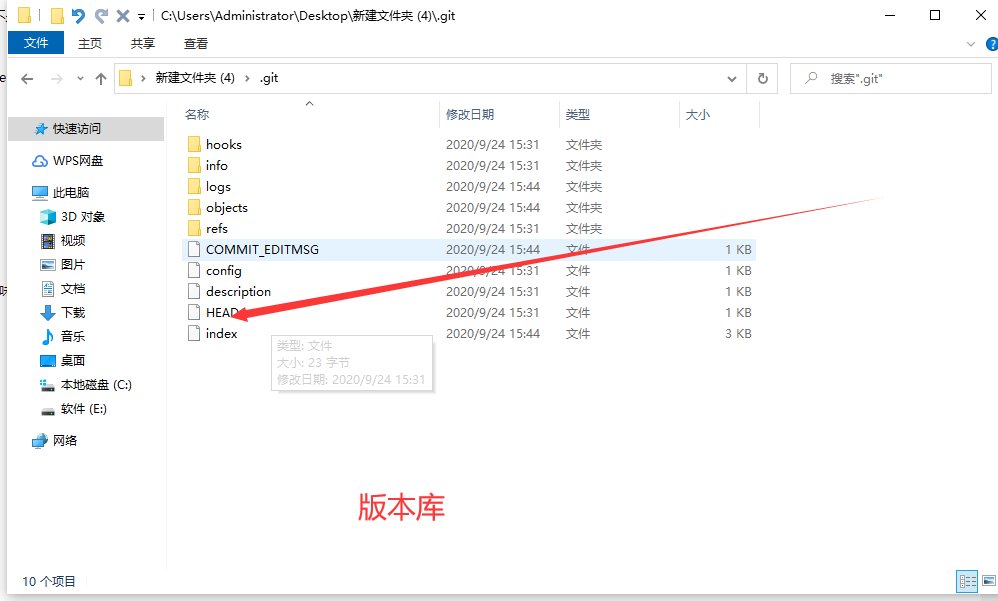 C:\Users\Administrator\Desktop\新建文件夹 (4)\.git
文件 主页 共享 查看
新建文件夹 (4) .git 搜索".git"
名称 修改日期 类型 大小
快速访问
WPS网盘
此电脑
3D 对象
视频
图片
文档
下载
音乐
桌面
本地磁盘 (C:)
软件 (E:)
网络
hooks 2020/9/24 15:31 文件夹
info 2020/9/24 15:31 文件夹
logs 2020/9/24 15:44 文件夹
objects 2020/9/24 15:44 文件夹
refs 2020/9/24 15:31 文件夹
COMMIT_EDITMSG 2020/9/24 15:44 文件 1 KB
config 2020/9/24 15:31 文件 1 KB
description 2020/9/24 15:31 文件 1 KB
HEAD 2020/9/24 15:31 文件 1 KB
index 2020/9/24 15:44 文件 3 KB
类型: 文件
大小: 23 字节
修改日期: 2020/9/24 15:31
版本库
10 个项目